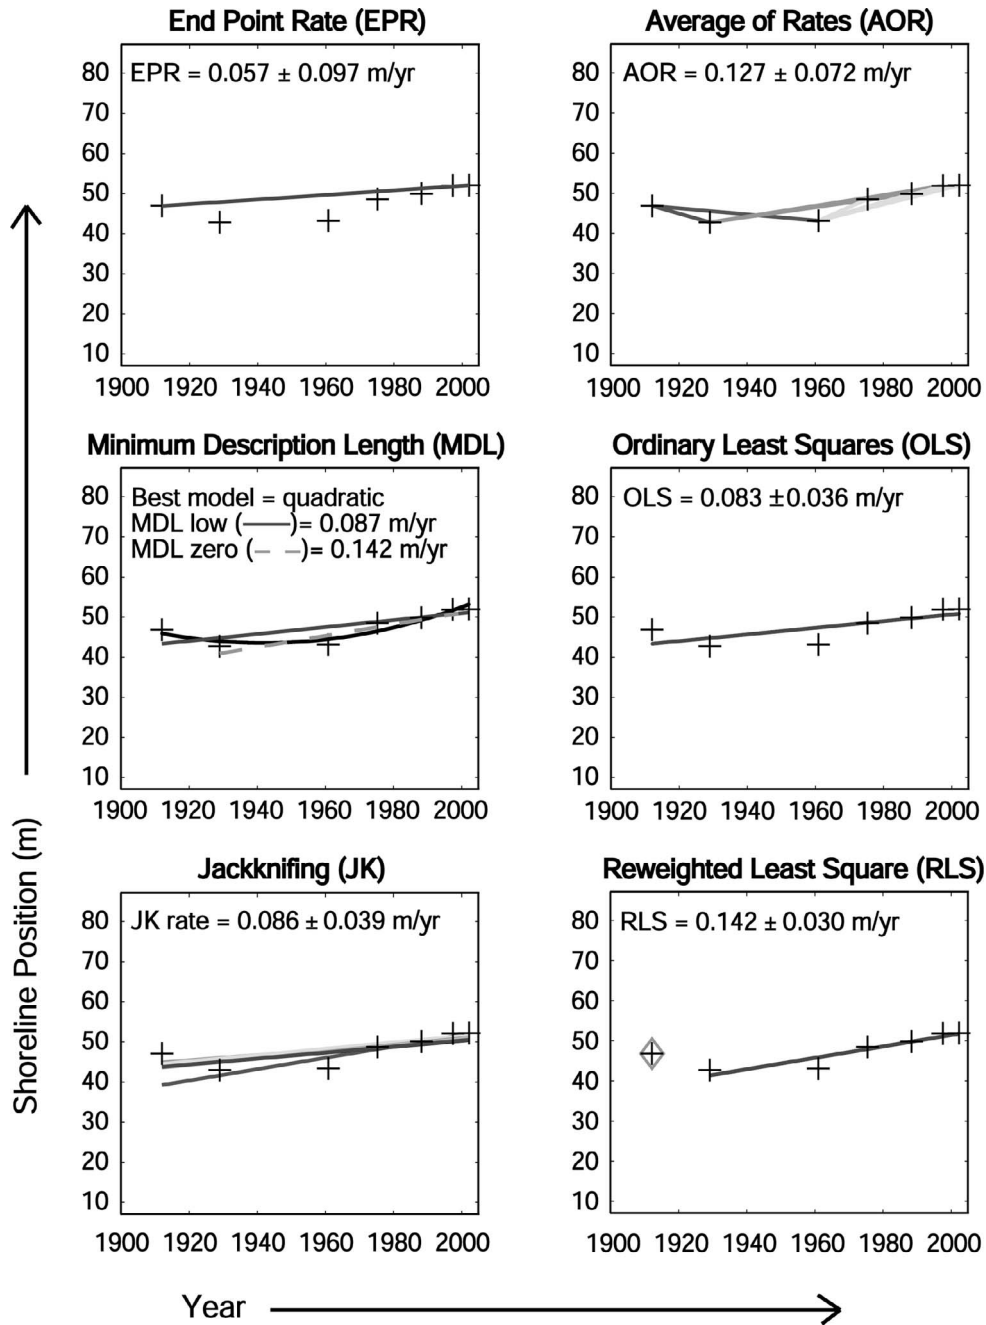 End Point Rate (EPR)
EPR = 0.057 ± 0.097 m/yr
80
70
60
50
40
30
20
10
1900 1920 1940 1960 1980 2000
Average of Rates (AOR)
AOR = 0.127 ± 0.072 m/yr
80
70
60
50
40
30
20
10
1900 1920 1940 1960 1980 2000
Minimum Description Length (MDL)
Best model = quadratic
MDL low (——)= 0.087 m/yr
MDL zero (– –)= 0.142 m/yr
80
70
60
50
40
30
20
10
1900 1920 1940 1960 1980 2000
Ordinary Least Squares (OLS)
OLS = 0.083 ±0.036 m/yr
80
70
60
50
40
30
20
10
1900 1920 1940 1960 1980 2000
Jackknifing (JK)
JK rate = 0.086 ± 0.039 m/yr
80
70
60
50
40
30
20
10
1900 1920 1940 1960 1980 2000
Reweighted Least Square (RLS)
RLS = 0.142 ± 0.030 m/yr
80
70
60
50
40
30
20
10
1900 1920 1940 1960 1980 2000
Shoreline Position (m)
Year